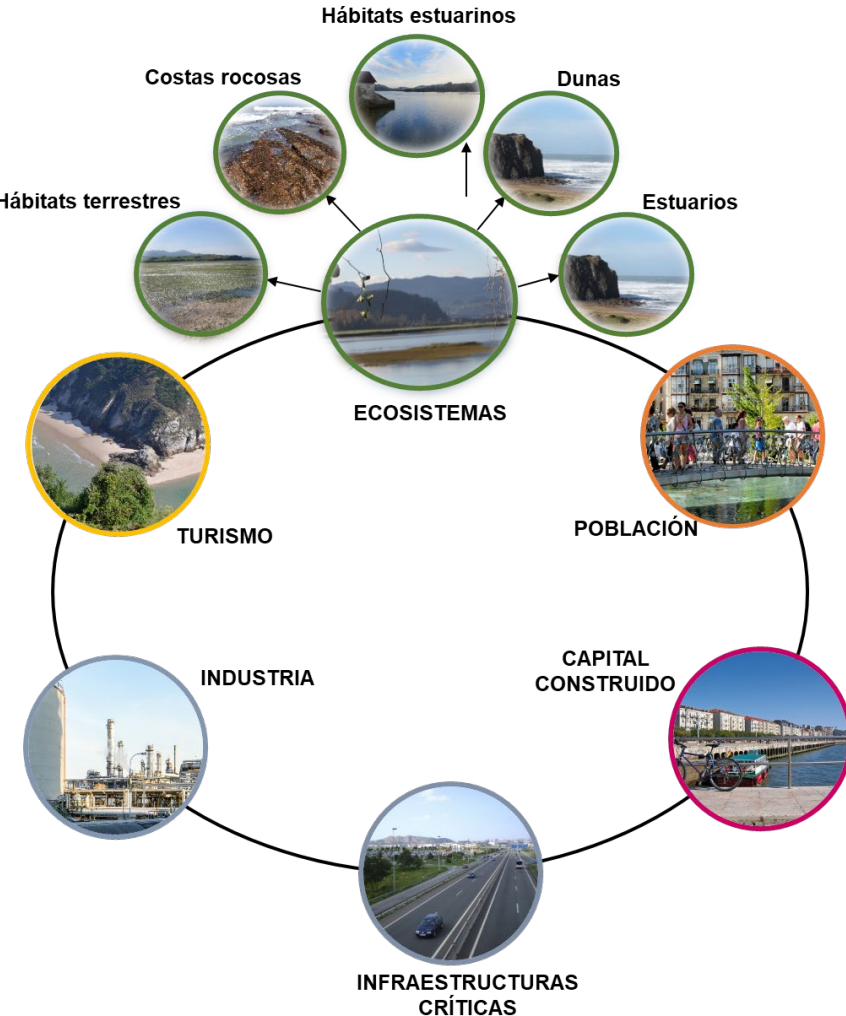 Hábitats estuarinos
Costas rocosas
Dunas
Hábitats terrestres
Estuarios
ECOSISTEMAS
TURISMO
POBLACIÓN
INDUSTRIA
CAPITAL
CONSTRUIDO
INFRAESTRUCTURAS
CRÍTICAS